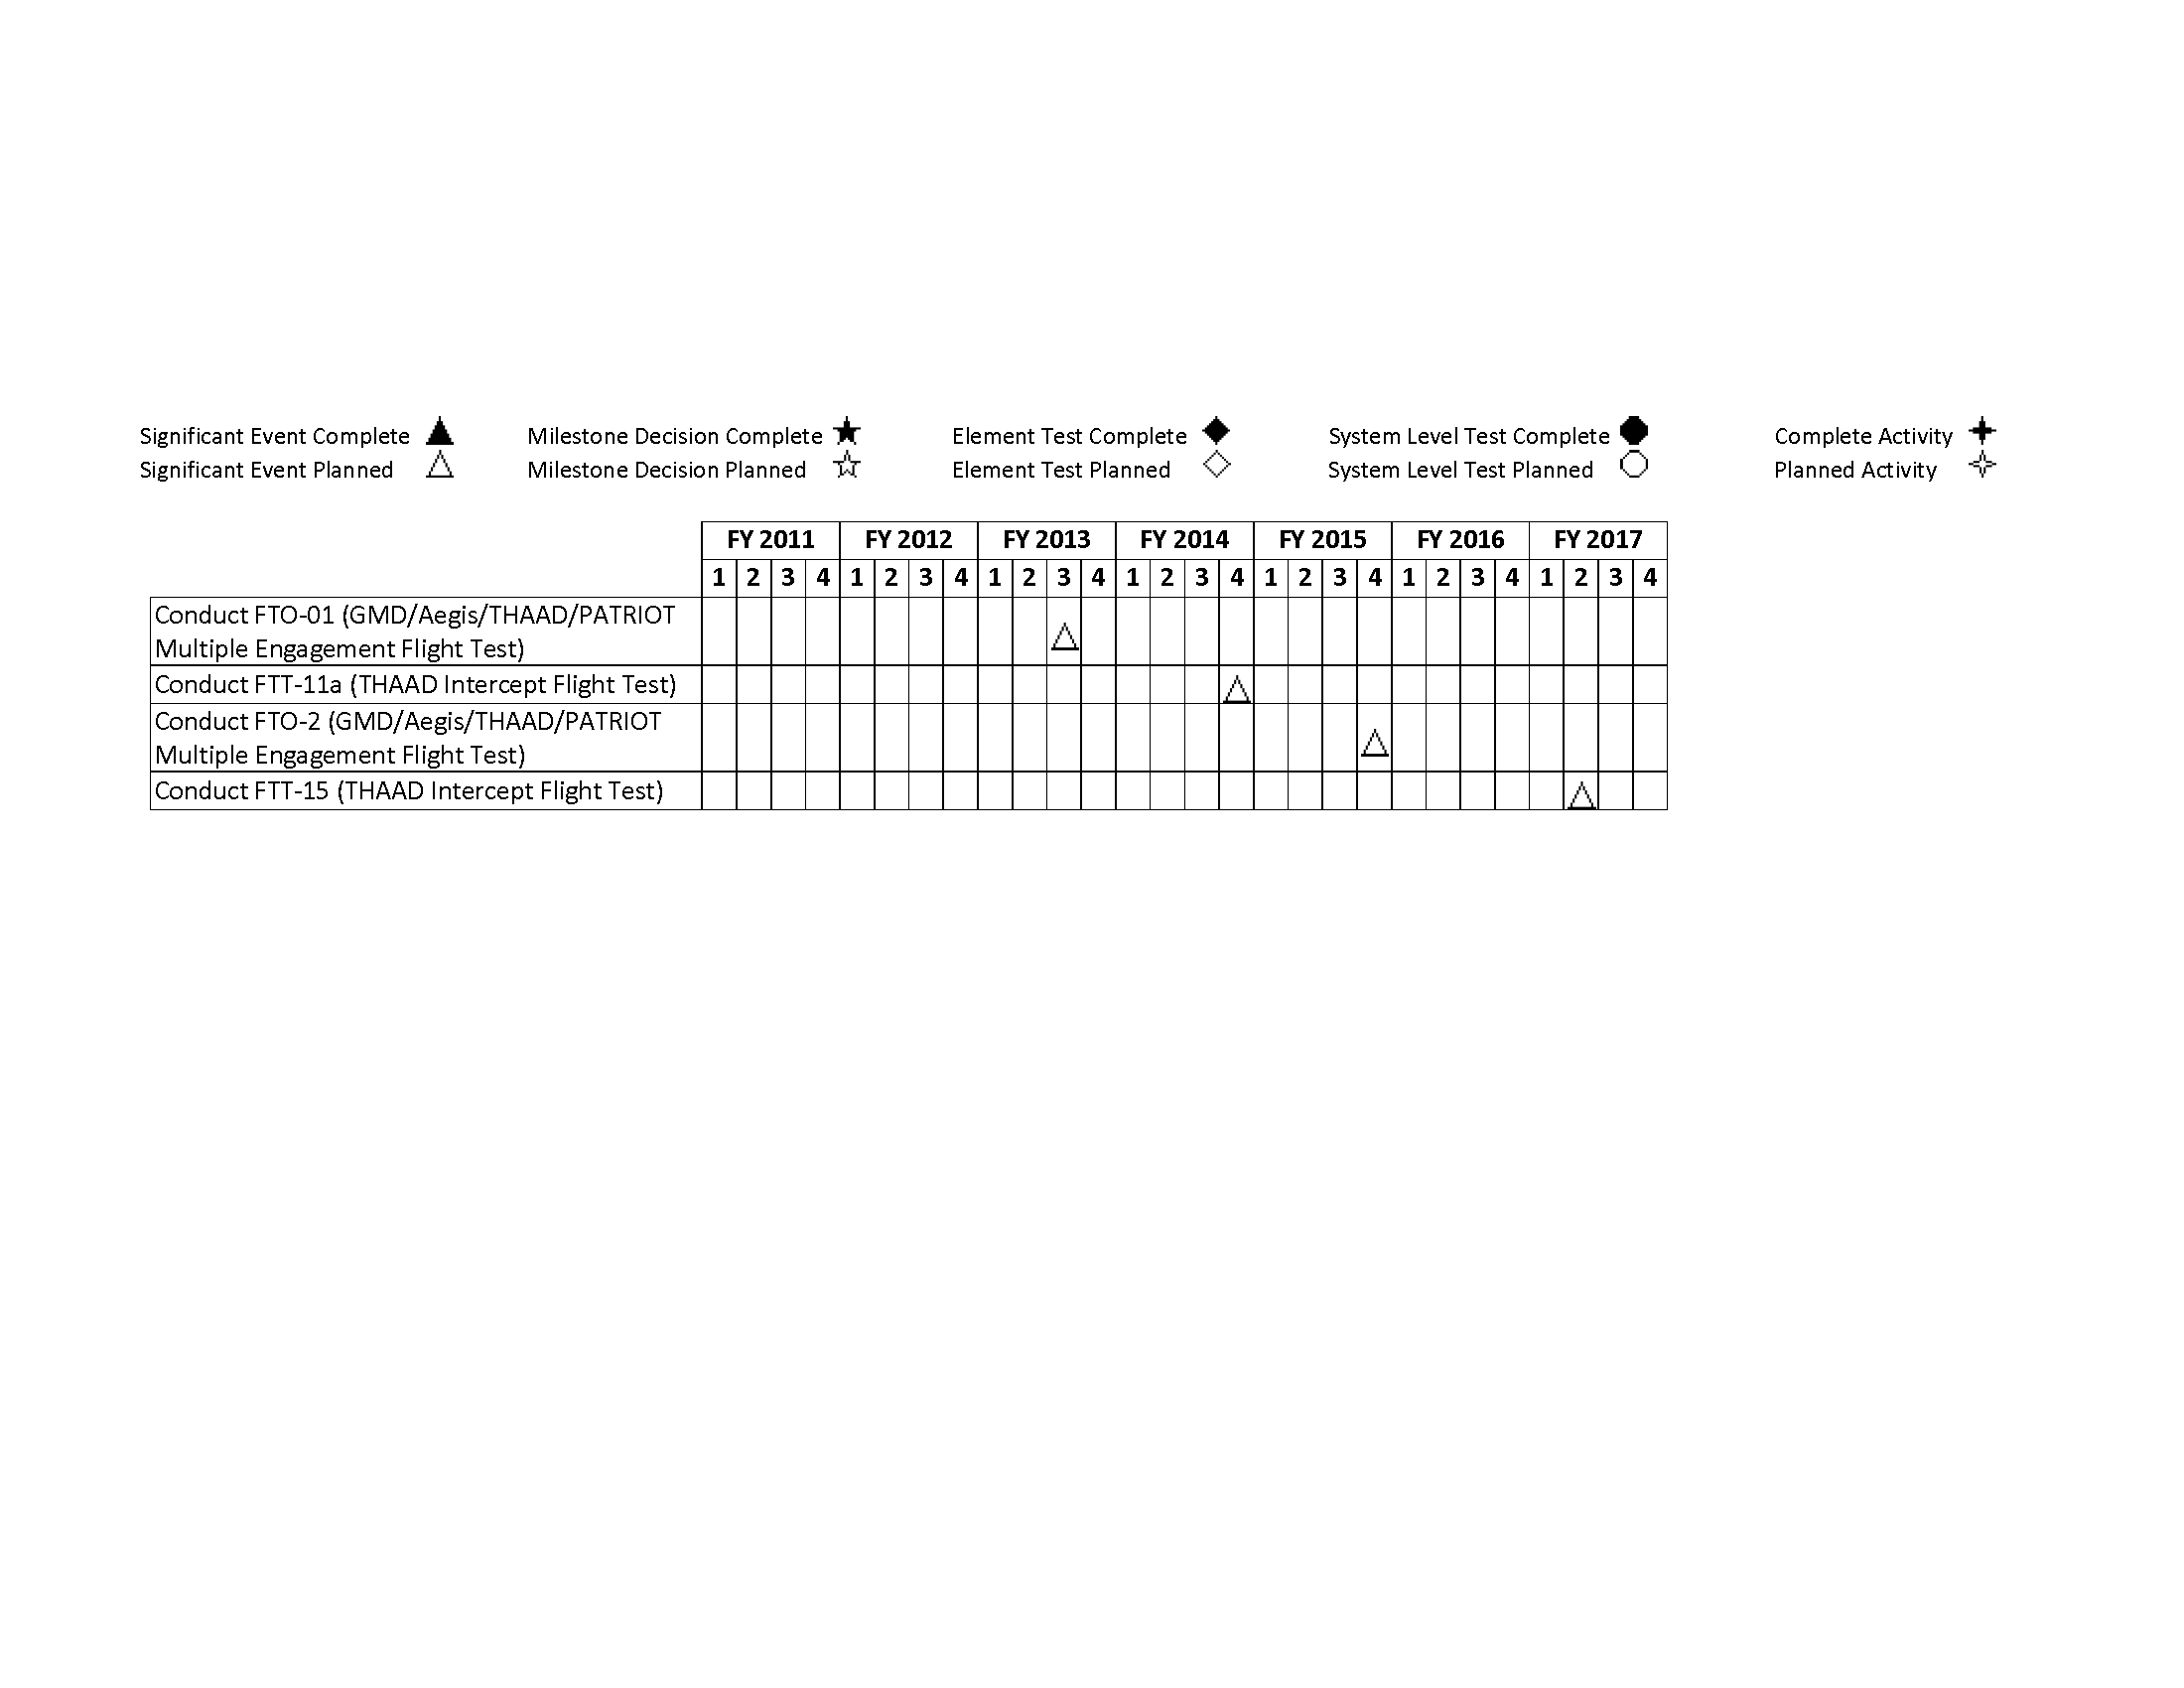 Significant Event Complete Milestone Decision Complete Element Test Complete System Level Test Complete Complete Activity
Significant Event Planned Milestone Decision Planned Element Test Planned System Level Test Planned Planned Activity
FY 2011 FY 2012 FY 2013 FY 2014 FY 2015 FY 2016 FY 2017
1 2 3 4 1 2 3 4 1 2 3 4 1 2 3 4 1 2 3 4 1 2 3 4 1 2 3 4
Conduct FTO-01 (GMD/Aegis/THAAD/PATRIOT
Multiple Engagement Flight Test)
Conduct FTT-11a (THAAD Intercept Flight Test)
Conduct FTO-2 (GMD/Aegis/THAAD/PATRIOT
Multiple Engagement Flight Test)
Conduct FTT-15 (THAAD Intercept Flight Test)